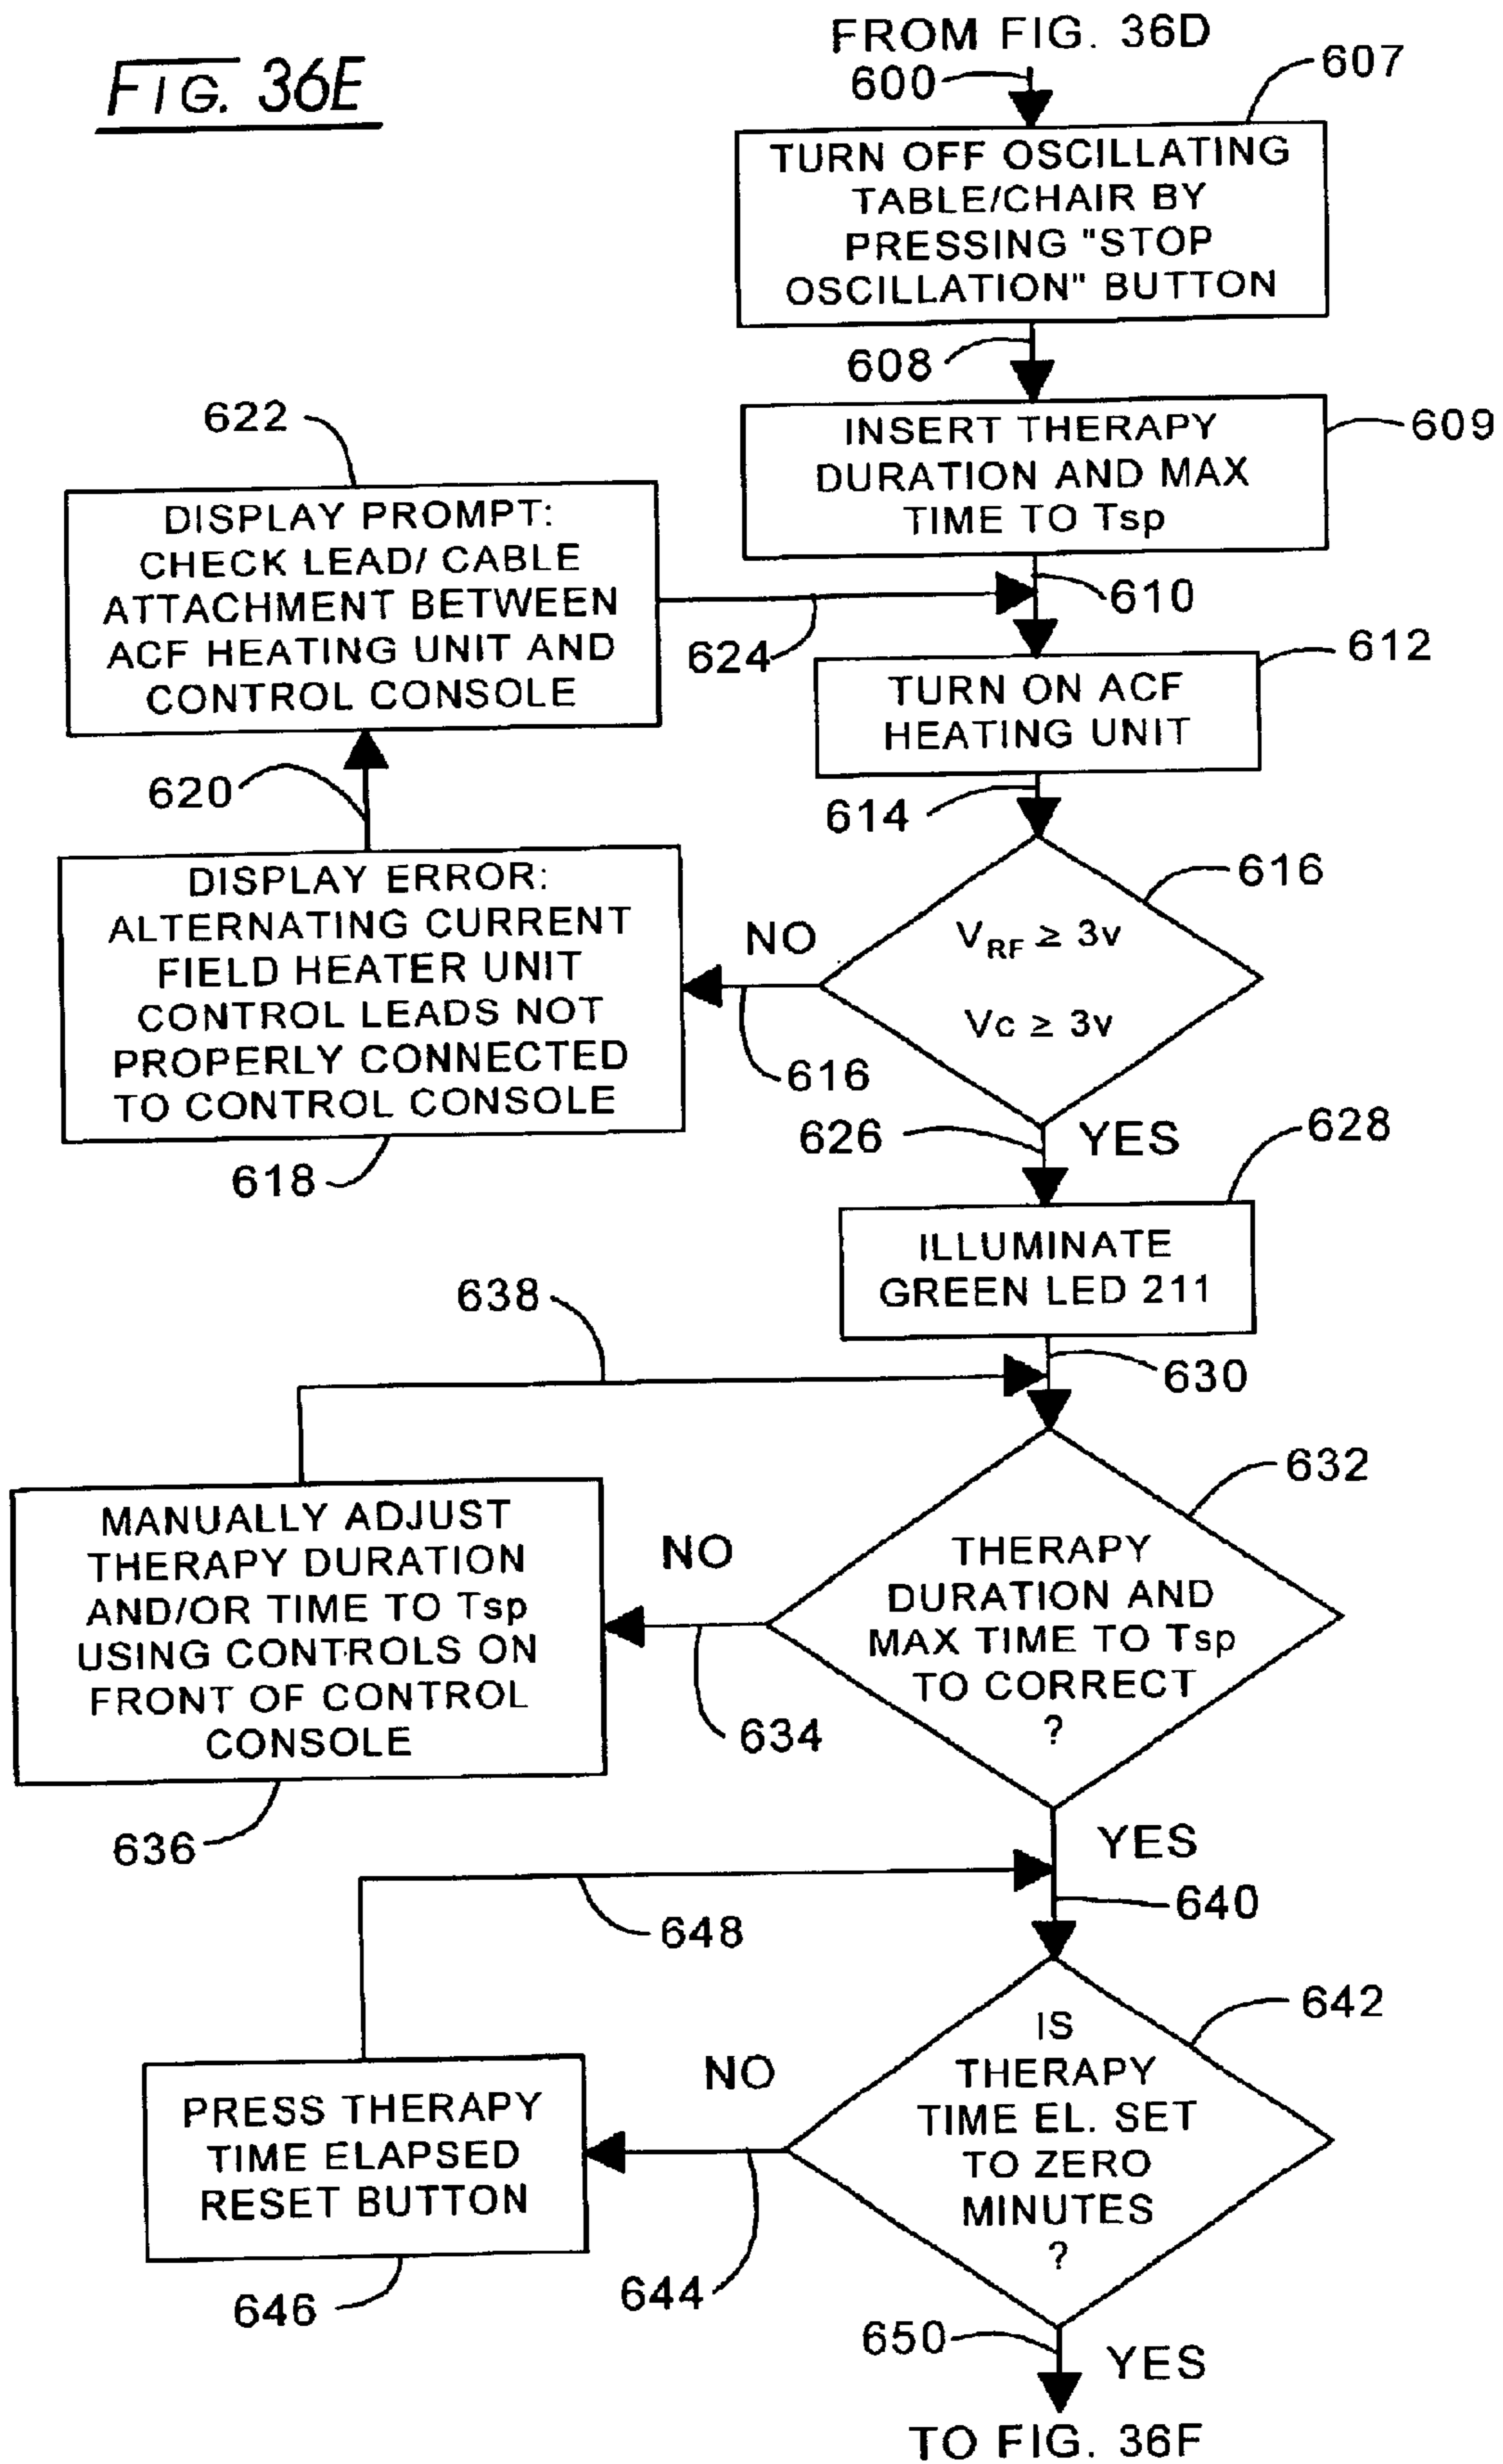 FIG. 36E
FROM FIG. 36D
600
607
TURN OFF OSCILLATING
TABLE/CHAIR BY
PRESSING "STOP
OSCILLATION" BUTTON
608
609
INSERT THERAPY
DURATION AND MAX
TIME TO Tsp
610
622
DISPLAY PROMPT:
CHECK LEAD/ CABLE
ATTACHMENT BETWEEN
ACF HEATING UNIT AND
CONTROL CONSOLE
624
612
TURN ON ACF
HEATING UNIT
614
620
616
VRF ≥ 3v
Vc ≥ 3v
NO
616
DISPLAY ERROR:
ALTERNATING CURRENT
FIELD HEATER UNIT
CONTROL LEADS NOT
PROPERLY CONNECTED
TO CONTROL CONSOLE
618
626
YES
628
ILLUMINATE
GREEN LED 211
638
630
632
THERAPY
DURATION AND
MAX TIME TO Tsp
TO CORRECT
?
NO
634
MANUALLY ADJUST
THERAPY DURATION
AND/OR TIME TO Tsp
USING CONTROLS ON
FRONT OF CONTROL
CONSOLE
636
YES
640
648
642
IS
THERAPY
TIME EL. SET
TO ZERO
MINUTES
?
NO
644
PRESS THERAPY
TIME ELAPSED
RESET BUTTON
646
650
YES
TO FIG. 36F